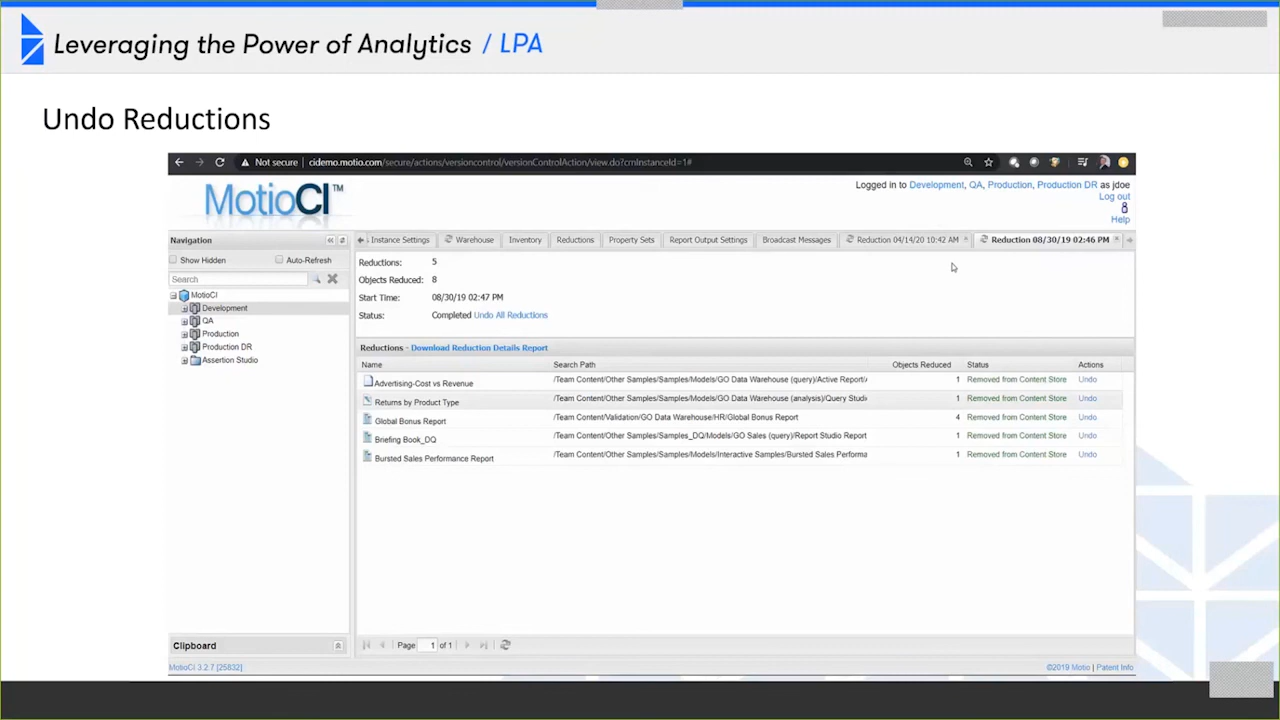 Leveraging the Power of Analytics / LPA
Undo Reductions
Not secure | cidemo.motio.com/secure/actions/versioncontrol/versionControlAction/view.do?cmInstanceId=1#
MotioCI™
Logged in to Development, QA, Production, Production DR as jdoe
Log out
Help
Navigation
Instance Settings Warehouse Inventory Reductions Property Sets Report Output Settings Broadcast Messages Reduction 04/14/20 10:42 AM Reduction 08/30/19 02:46 PM
Show Hidden Auto-Refresh
Search
MotioCI
Development
QA
Production
Production DR
Assertion Studio
Reductions: 5
Objects Reduced: 8
Start Time: 08/30/19 02:47 PM
Status: Completed Undo All Reductions
Reductions - Download Reduction Details Report
Name Search Path Objects Reduced Status Actions
Advertising-Cost vs Revenue /Team Content/Other Samples/Samples/Models/GO Data Warehouse (query)/Active Report/ 1 Removed from Content Store Undo
Returns by Product Type /Team Content/Other Samples/Samples/Models/GO Data Warehouse (analysis)/Query Studi 1 Removed from Content Store Undo
Global Bonus Report /Team Content/Validation/GO Data Warehouse/HR/Global Bonus Report 4 Removed from Content Store Undo
Briefing Book_DQ /Team Content/Other Samples/Samples_DQ/Models/GO Sales (query)/Report Studio Report 1 Removed from Content Store Undo
Bursted Sales Performance Report /Team Content/Other Samples/Samples/Models/Interactive Samples/Bursted Sales Performa 1 Removed from Content Store Undo
Clipboard
Page 1 of 1
MotioCI 3.2.7 [25832]
©2019 Motio | Patent Info